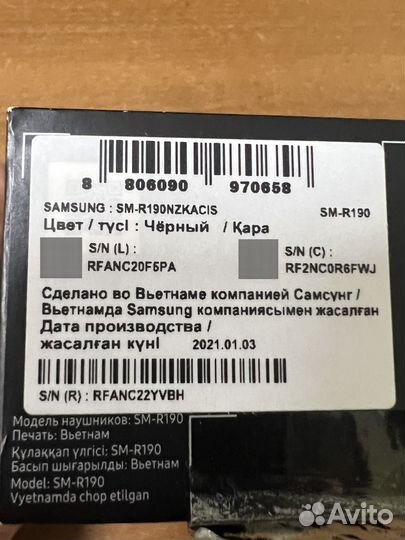 8 806090 970658
SAMSUNG : SM-R190NZKACIS SM-R190
Цвет / түсі : Чёрный / Қара
S/N (L) : S/N (C) :
RFANC20F5PA RF2NC0R6FWJ
Сделано во Вьетнаме компанией Самсунг /
Вьетнамда Samsung компаниясымен жасалған
Дата производства /
жасалған күні 2021.01.03
S/N (R) : RFANC22YVBH
Модель наушников: SM-R190
Печать: Вьетнам
Құлаққап үлгісі: SM-R190
Басып шығарылды: Вьетнам
Model: SM-R190
Vyetnamda chop etilgan
Avito